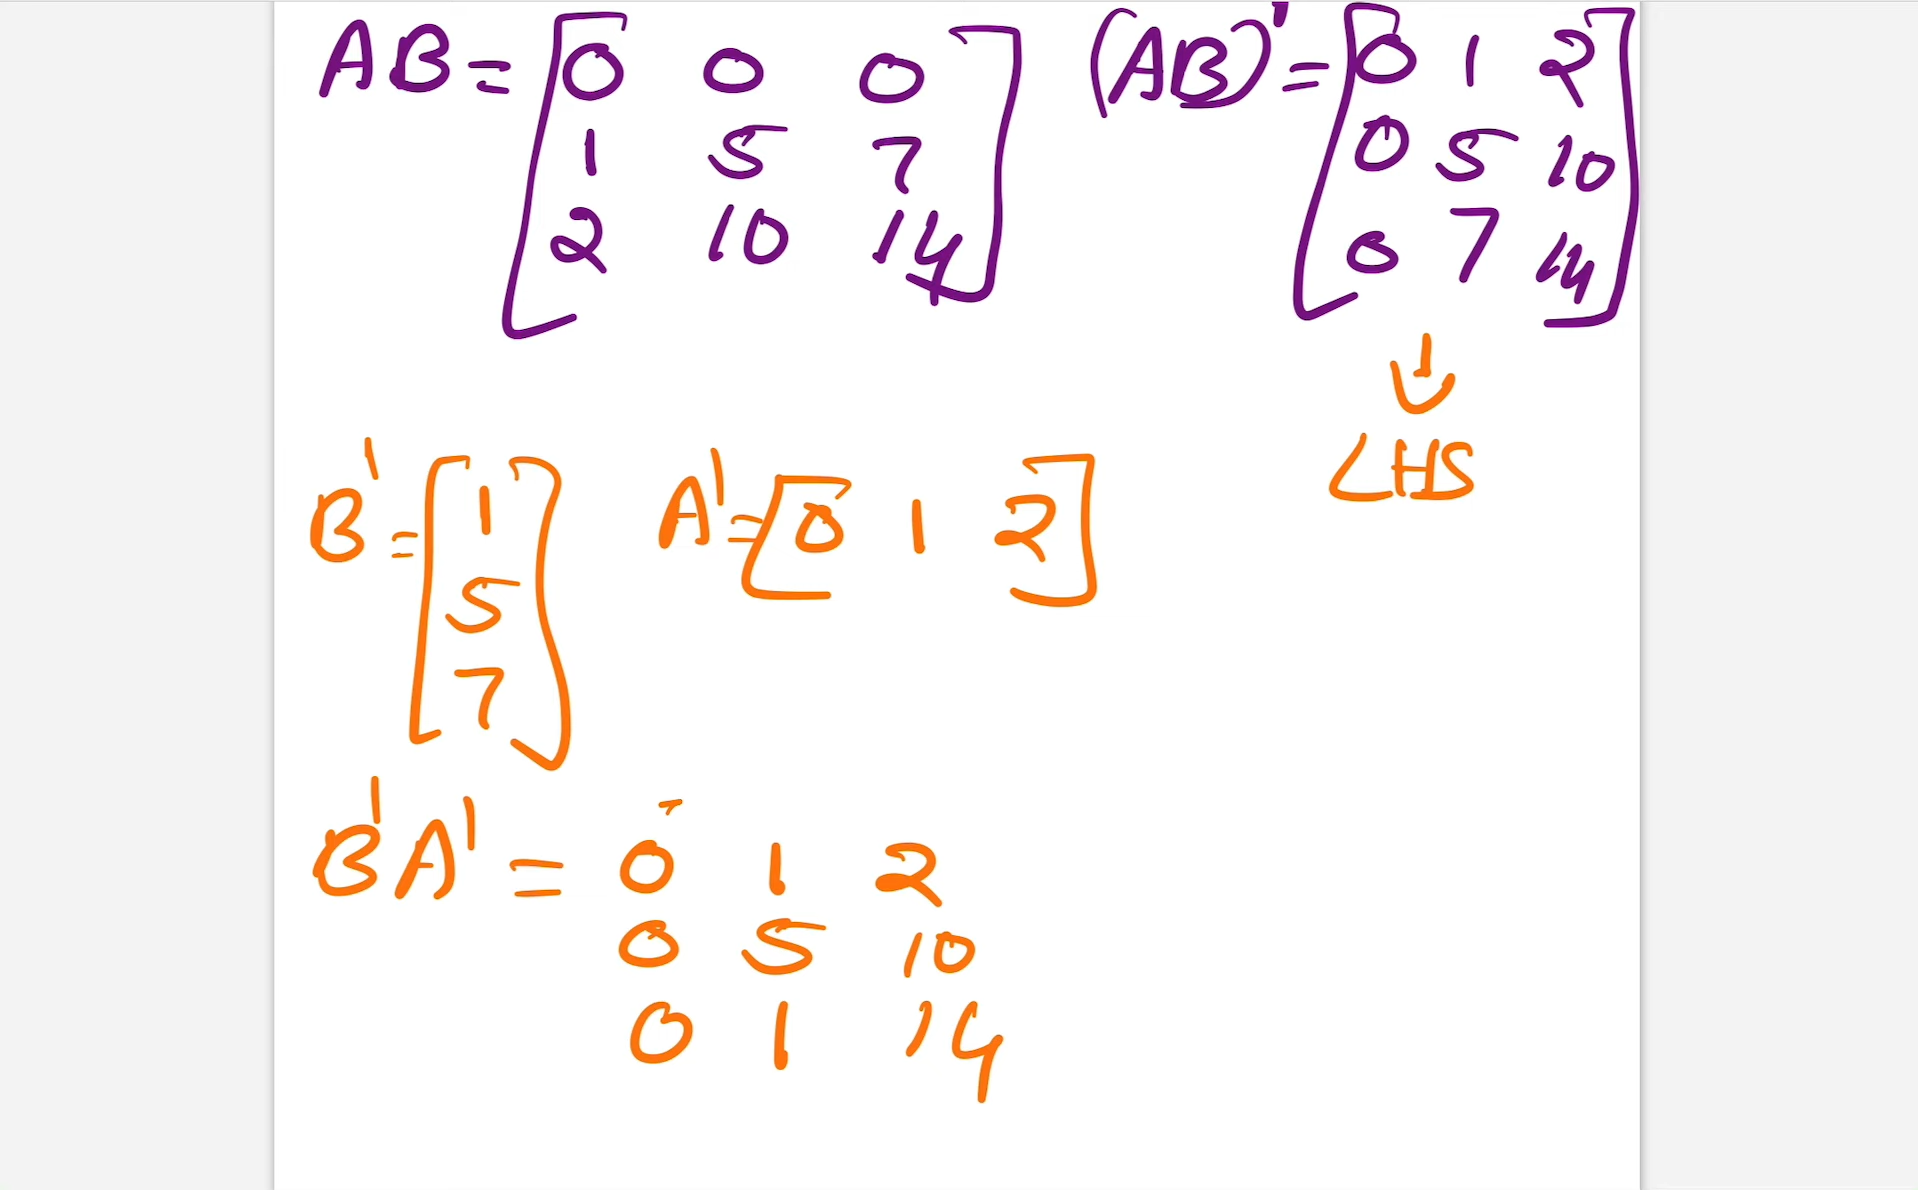 AB = [0 0 0   (AB)' = [0 1 2]
1 5 7]   0 5 10
2 10 14]   0 7 14]
↓
LHS
B' = [1   A' = [0 1 2]
5
7]
B'A' = 0 1 2
0 5 10
0 1 14